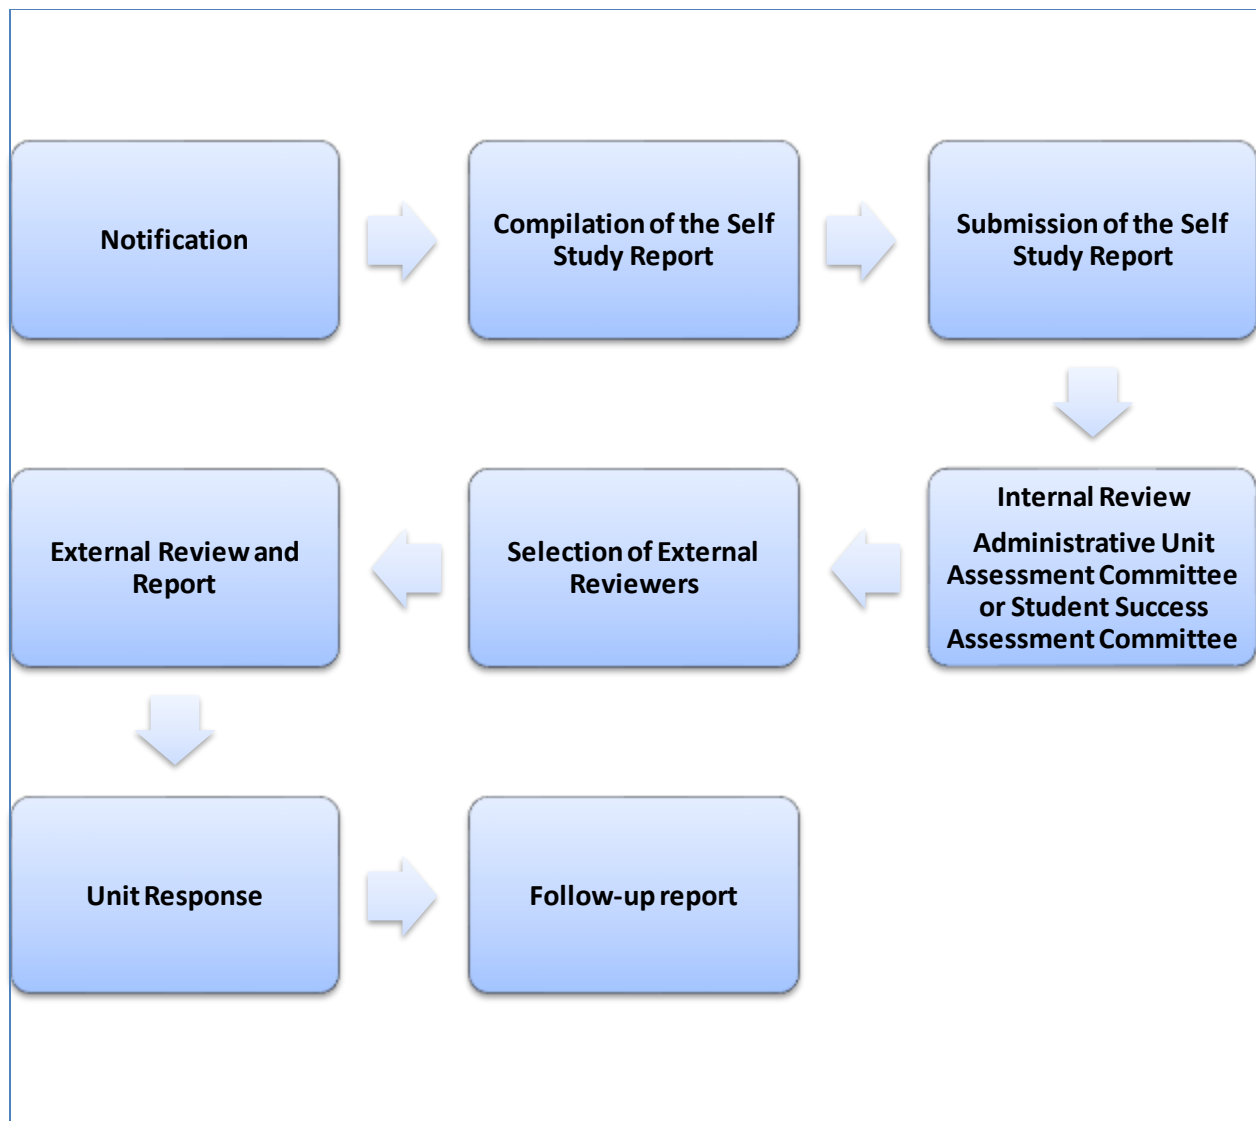 Notification
Compilation of the Self
Study Report
Submission of the Self
Study Report
Internal Review
Administrative Unit
Assessment Committee
or Student Success
Assessment Committee
Selection of External
Reviewers
External Review and
Report
Unit Response
Follow-up report